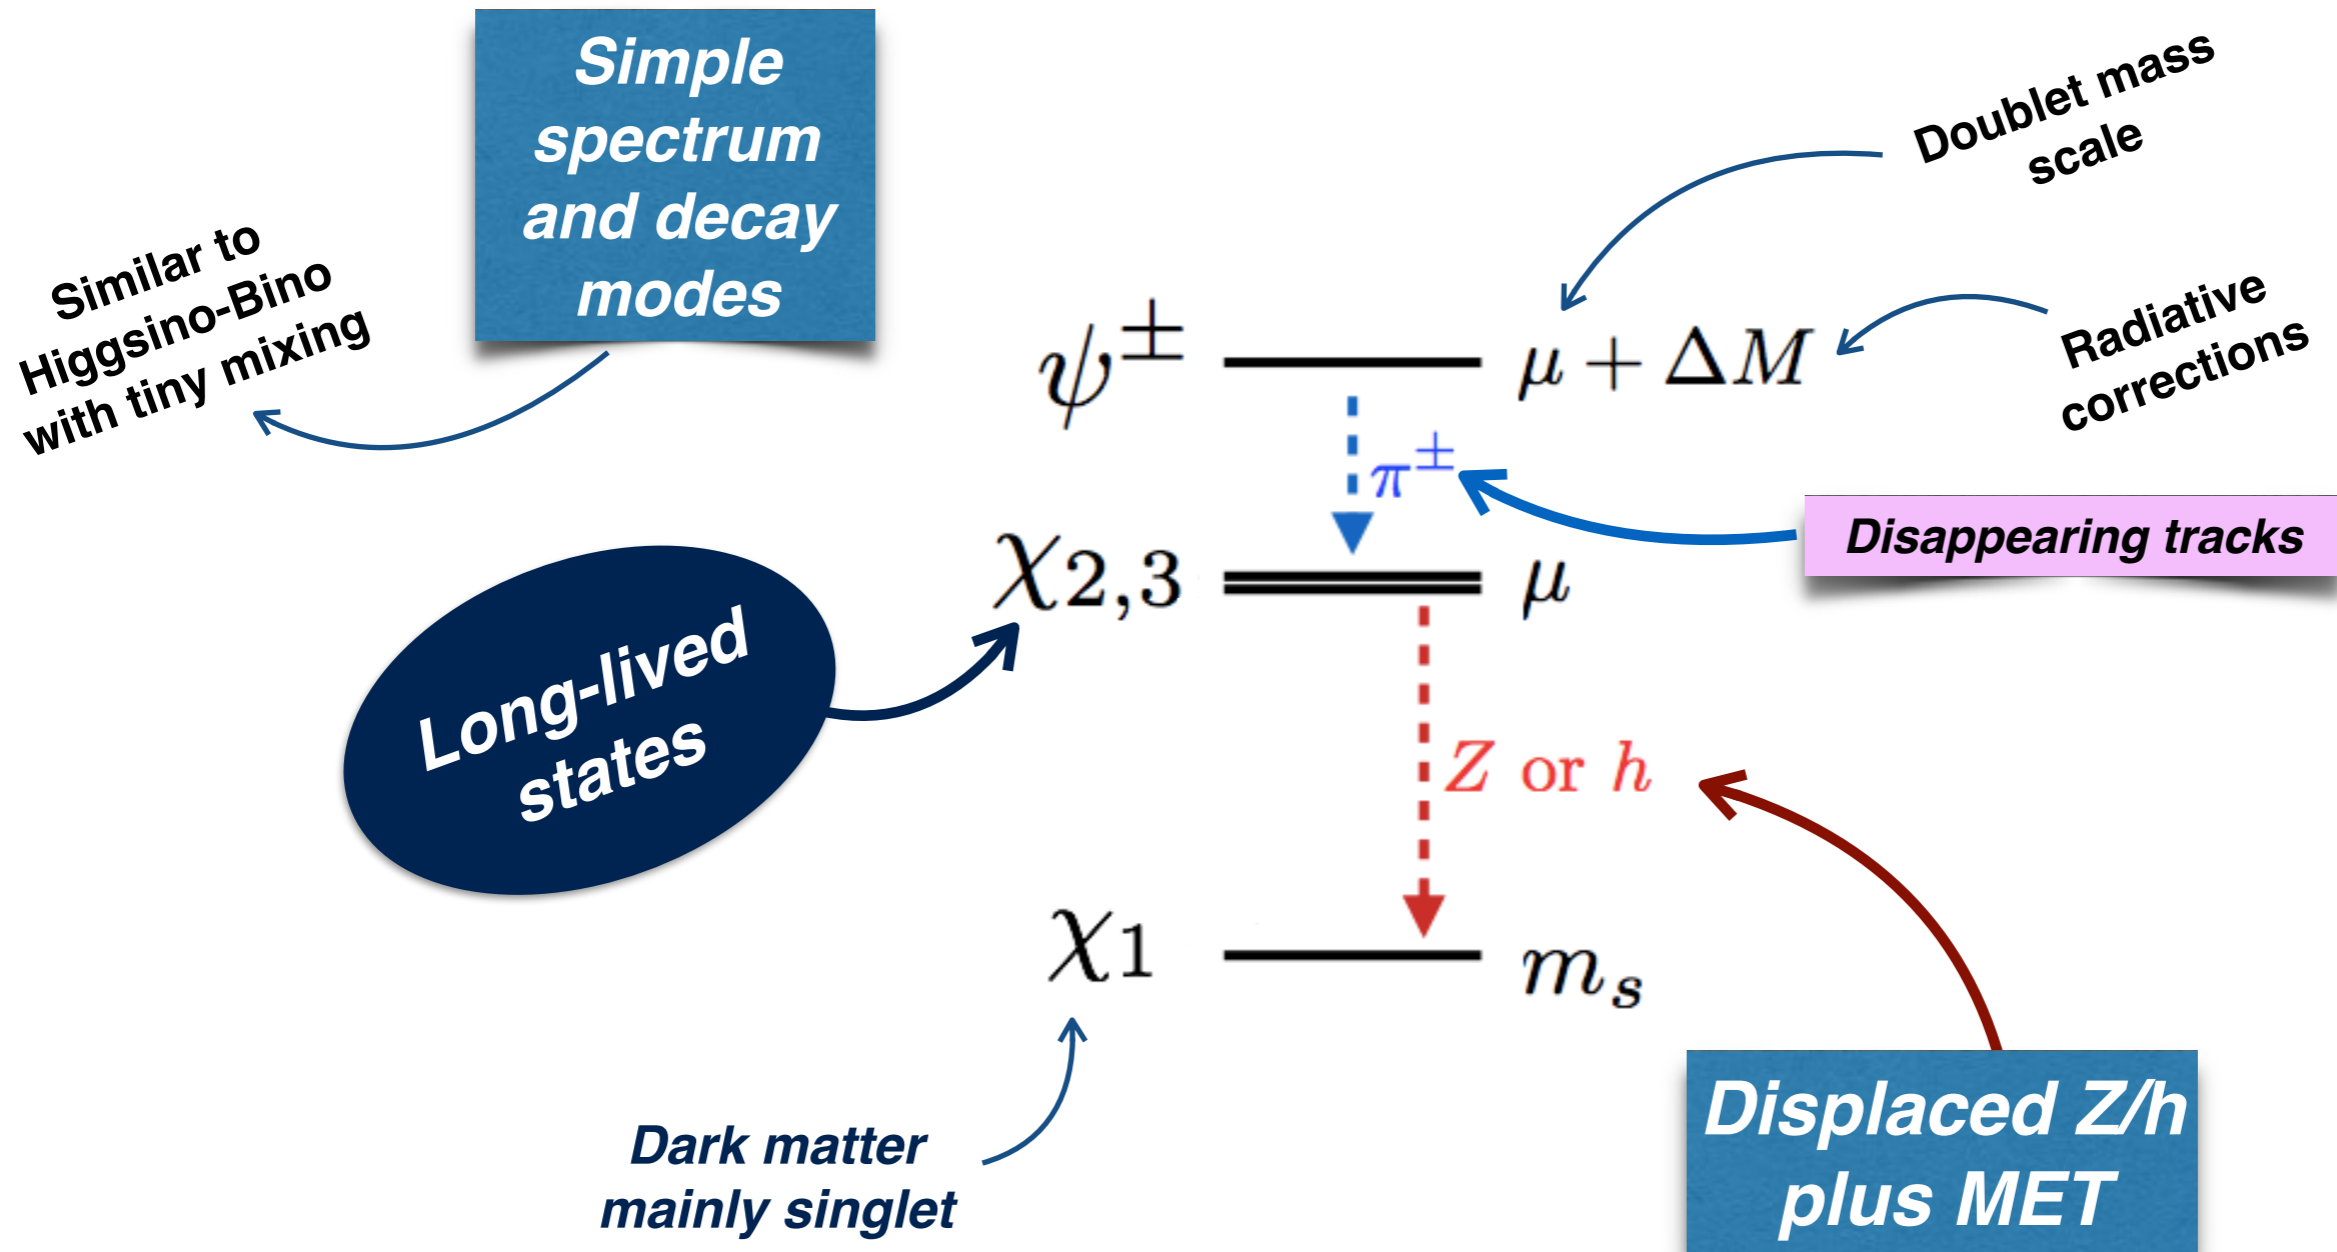 Simple
spectrum
and decay
modes
Similar to
Higgsino-Bino
with tiny mixing
Doublet mass
scale
Radiative
corrections
ψ± μ + ΔM
π±
Disappearing tracks
χ2,3 μ
Long-lived
states
Z or h
χ1 ms
Dark matter
mainly singlet
Displaced Z/h
plus MET